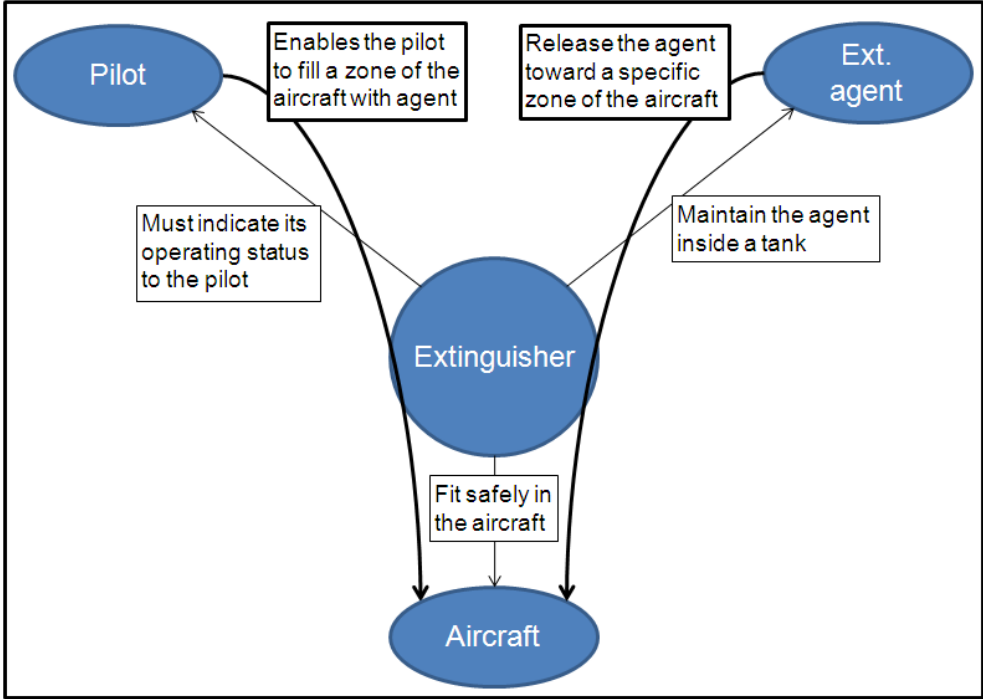 Pilot
Enables the pilot
to fill a zone of the
aircraft with agent
Release the agent
toward a specific
zone of the aircraft
Ext.
agent
Must indicate its
operating status
to the pilot
Maintain the agent
inside a tank
Extinguisher
Fit safely in
the aircraft
Aircraft